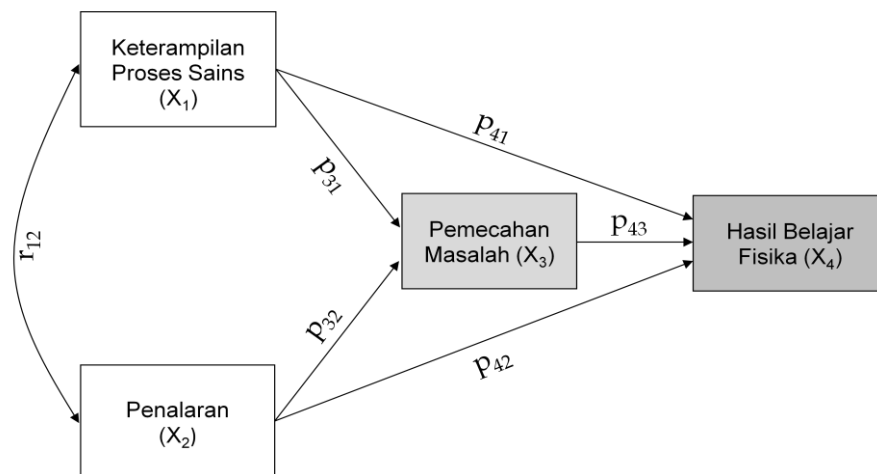 Keterampilan
Proses Sains
(X₁)
p₄₁
p₃₁
r₁₂
Pemecahan
Masalah (X₃)
p₄₃
Hasil Belajar
Fisika (X₄)
p₃₂
p₄₂
Penalaran
(X₂)